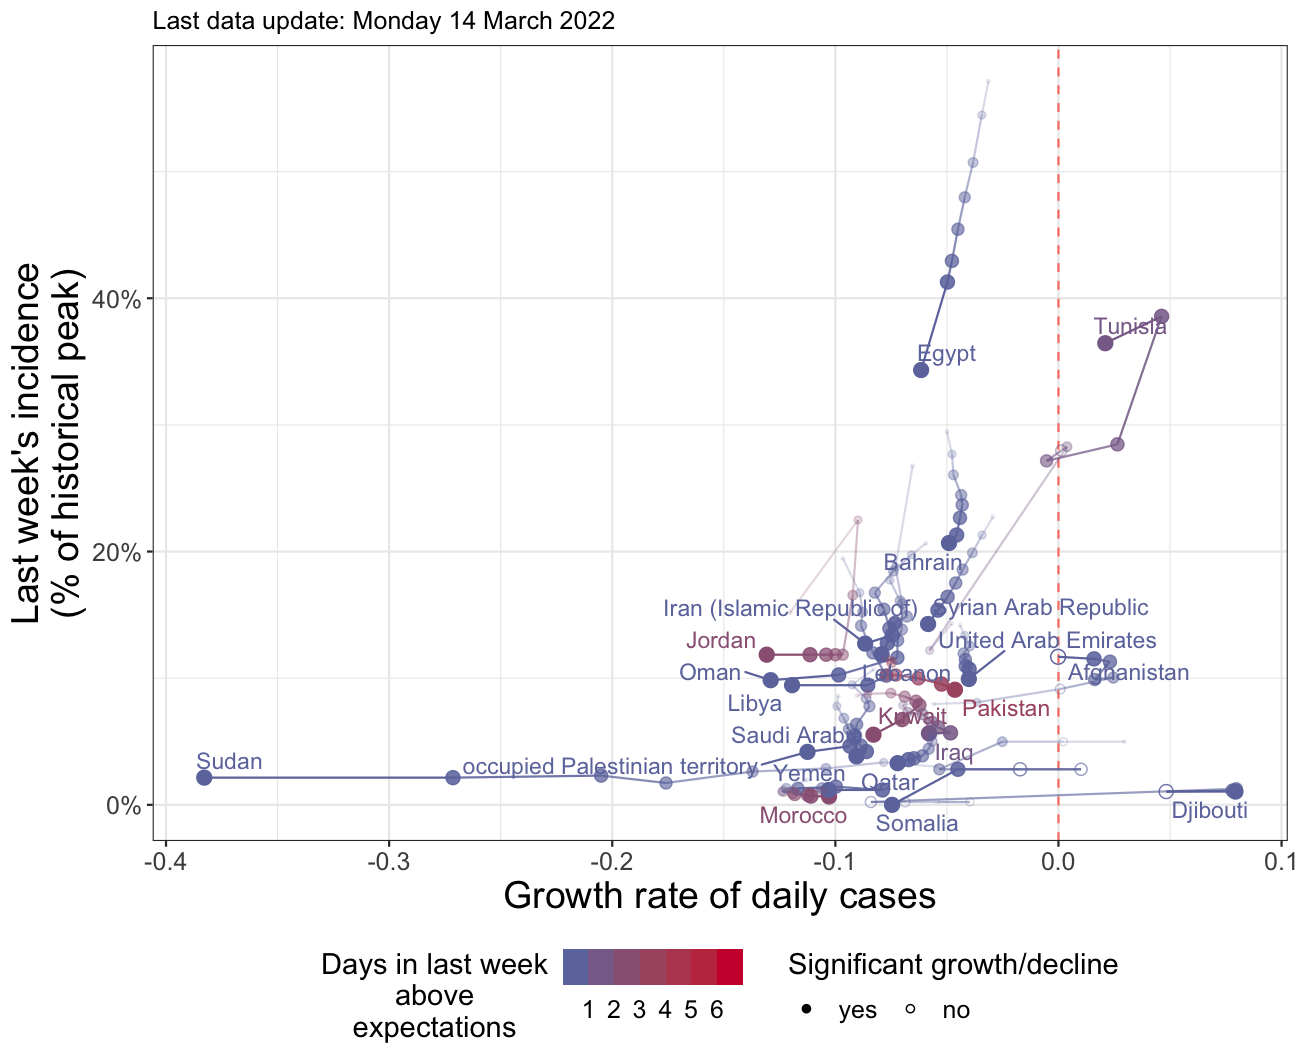 Last data update: Monday 14 March 2022
Last week's incidence
(% of historical peak)
40%
20%
0%
Tunisia
Egypt
Bahrain
Iran (Islamic Republic of)
Syrian Arab Republic
Jordan
United Arab Emirates
Oman
Lebanon
Afghanistan
Libya
Kuwait
Pakistan
Saudi Arabia
Iraq
Sudan
occupied Palestinian territory
Yemen
Qatar
Morocco
Somalia
Djibouti
-0.4
-0.3
-0.2
-0.1
0.0
0.1
Growth rate of daily cases
Days in last week
above
expectations
1 2 3 4 5 6
Significant growth/decline
yes
no